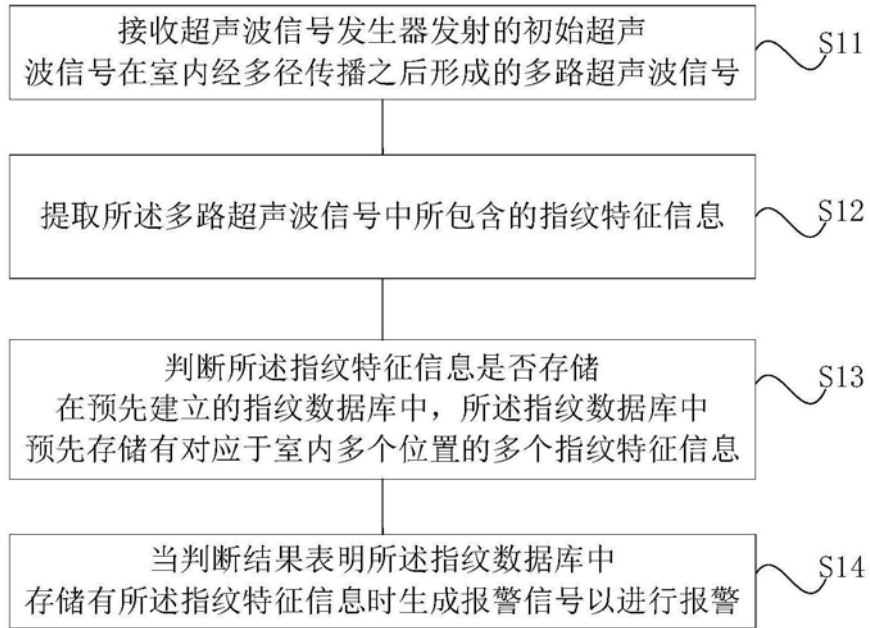 接收超声波信号发生器发射的初始超声
波信号在室内经多径传播之后形成的多路超声波信号
S11
提取所述多路超声波信号中所包含的指纹特征信息
S12
判断所述指纹特征信息是否存储
在预先建立的指纹数据库中，所述指纹数据库中
预先存储有对应于室内多个位置的多个指纹特征信息
S13
当判断结果表明所述指纹数据库中
存储有所述指纹特征信息时生成报警信号以进行报警
S14